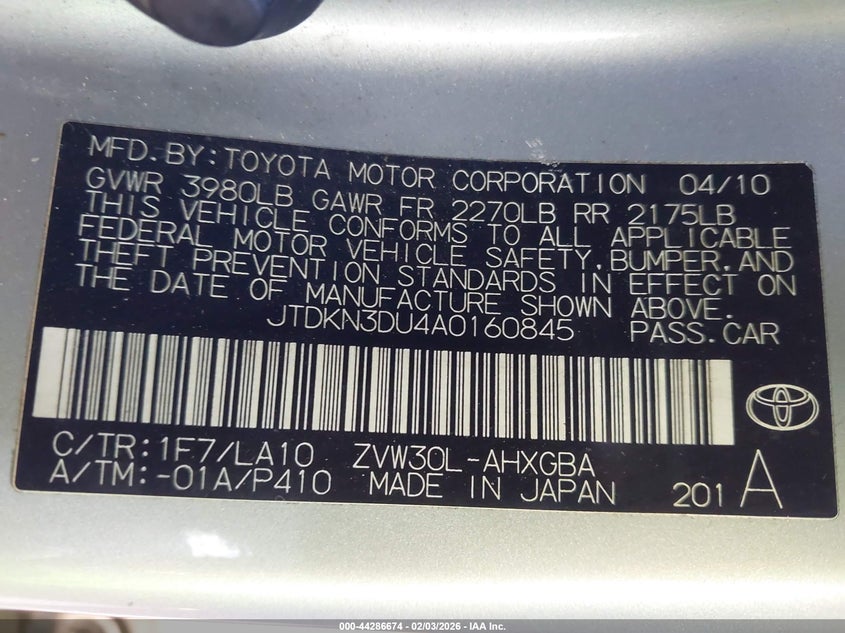 MFD.BY:TOYOTA MOTOR CORPORATION 04/10
GVWR 3980LB GAWR FR 2270LB RR 2175LB
THIS VEHICLE CONFORMS TO ALL APPLICABLE
FEDERAL MOTOR VEHICLE SAFETY,BUMPER,AND
THEFT PREVENTION STANDARDS IN EFFECT ON
THE DATE OF MANUFACTURE SHOWN ABOVE.
JTDKN3DU4A0160845 PASS.CAR
C/TR:1F7/LA10 ZVW30L-AHXGBA
A/TM:-01A/P410 MADE IN JAPAN 201 A
000-44286674 - 02/03/2026 - IAA Inc.